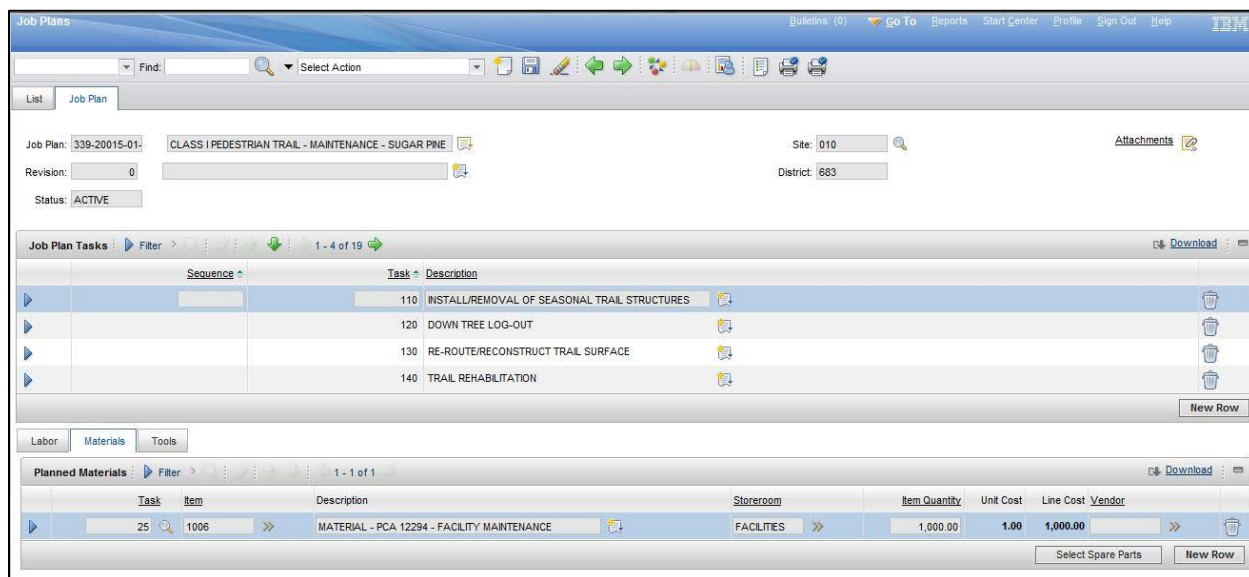 Job Plans Bulletins: (0) Go To Reports Start Center Profile Sign Out Help IBM
Find: Select Action
List Job Plan
Job Plan: 339-20015-01- CLASS I PEDESTRIAN TRAIL - MAINTENANCE - SUGAR PINE Site: 010 Attachments
Revision: 0 District: 683
Status: ACTIVE
Job Plan Tasks Filter 1 - 4 of 19 Download
Sequence Task Description
110 INSTALL/REMOVAL OF SEASONAL TRAIL STRUCTURES
120 DOWN TREE LOG-OUT
130 RE-ROUTE/RECONSTRUCT TRAIL SURFACE
140 TRAIL REHABILITATION
New Row
Labor Materials Tools
Planned Materials Filter 1 - 1 of 1 Download
Task Item Description Storeroom Item Quantity Unit Cost Line Cost Vendor
25 1006 MATERIAL - PCA 12294 - FACILITY MAINTENANCE FACILITIES 1,000.00 1.00 1,000.00
Select Spare Parts New Row